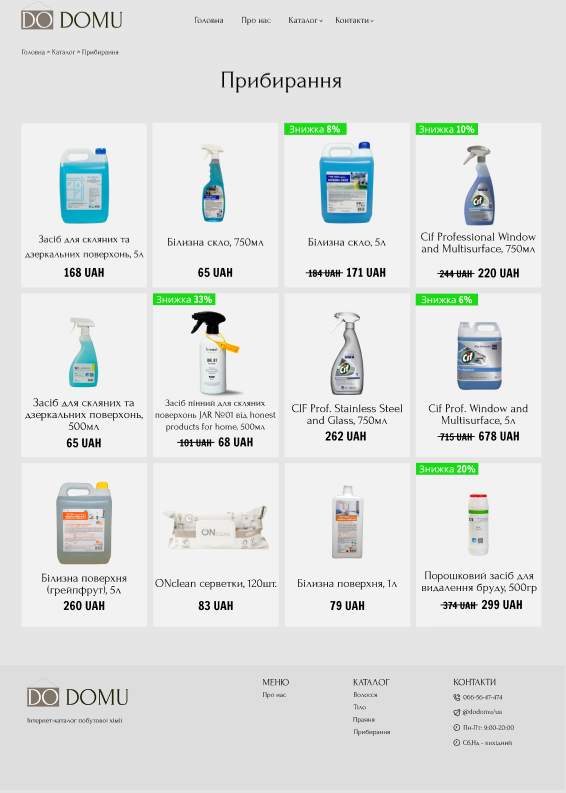 DO DOMU
Головна Про нас Каталог Контакти
Головна > Каталог > Прибирання
Прибирання
Засіб для скляних та
дзеркальних поверхонь, 5л
168 UAH
Білизна скло, 750мл
65 UAH
Знижка 8%
Білизна скло, 5л
184 UAH 171 UAH
Знижка 10%
Cif
Cif Professional Window
and Multisurface, 750мл
244 UAH 220 UAH
Засіб для скляних та
дзеркальних поверхонь,
500мл
65 UAH
Знижка 33%
Засіб пінний для скляних
поверхонь JAR №01 від honest
products for home, 500мл
101 UAH 68 UAH
Cif
CIF Prof. Stainless Steel
and Glass, 750мл
262 UAH
Знижка 6%
Cif
Cif Prof. Window and
Multisurface, 5л
715 UAH 678 UAH
Білизна поверхня
(грейпфрут), 5л
260 UAH
ON
ONclean серветки, 120шт.
83 UAH
Білизна поверхня, 1л
79 UAH
Знижка 20%
Порошковий засіб для
видалення бруду, 500гр
374 UAH 299 UAH
DO DOMU
Інтернет-каталог побутової хімії
МЕНЮ
Про нас
КАТАЛОГ
Волосся
Тіло
Прання
Прибирання
КОНТАКТИ
066-56-47-474
@dodomu/ua
Пн-Пт: 9:00-20:00
Сб,Нд - вихідний